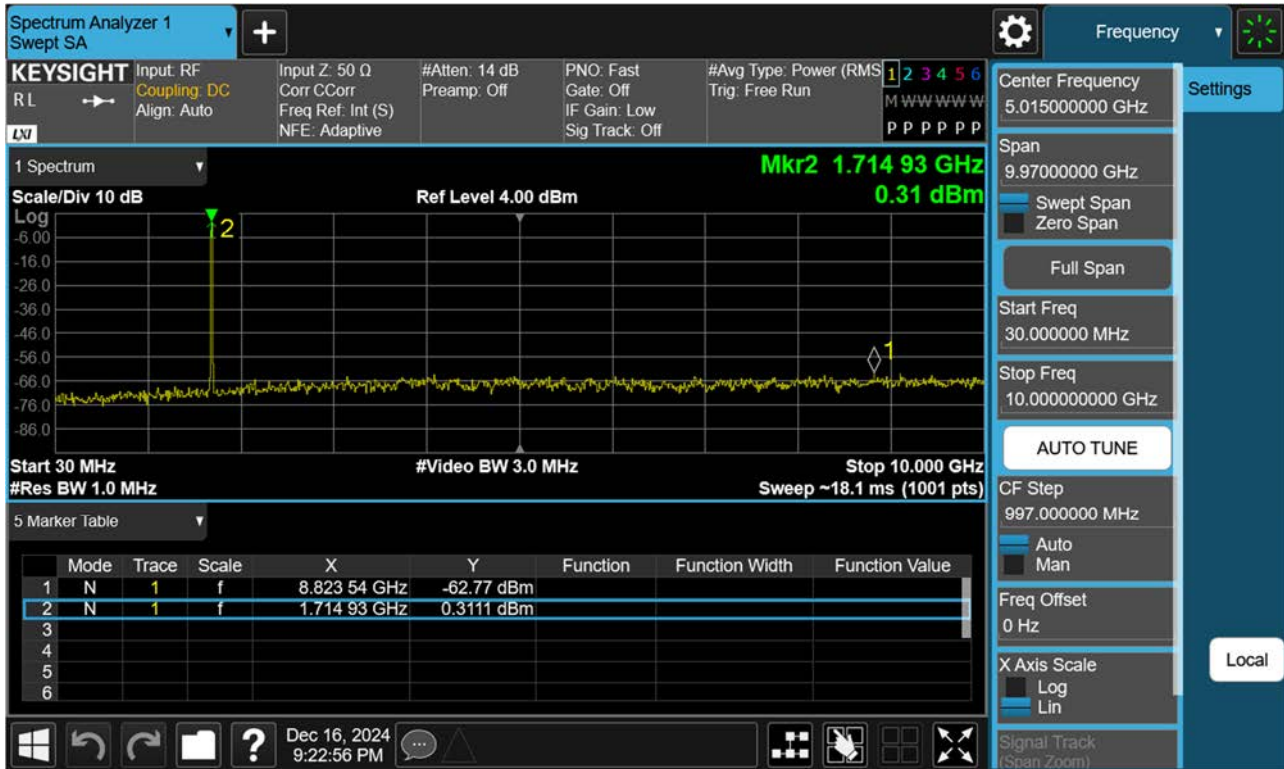 Spectrum Analyzer 1
Swept SA
+
Frequency
KEYSIGHT
R L
LXI
Input: RF
Coupling: DC
Align: Auto
Input Z: 50 Ω
Corr CCorr
Freq Ref: Int (S)
NFE: Adaptive
#Atten: 14 dB
Preamp: Off
PNO: Fast
Gate: Off
IF Gain: Low
Sig Track: Off
#Avg Type: Power (RMS
Trig: Free Run
1 2 3 4 5 6
M W W W W W
P P P P P P
1 Spectrum
Mkr2 1.714 93 GHz
Scale/Div 10 dB
Ref Level 4.00 dBm
0.31 dBm
Log
2
-6.00
-16.0
-26.0
-36.0
-46.0
1
-56.0
-66.0
-76.0
-86.0
Start 30 MHz
#Video BW 3.0 MHz
Stop 10.000 GHz
#Res BW 1.0 MHz
Sweep ~18.1 ms (1001 pts)
5 Marker Table
Mode Trace Scale X Y Function Function Width Function Value
1 N 1 f 8.823 54 GHz -62.77 dBm
2 N 1 f 1.714 93 GHz 0.3111 dBm
3
4
5
6
?
Dec 16, 2024
9:22:56 PM
Center Frequency
5.015000000 GHz
Settings
Span
9.97000000 GHz
Swept Span
Zero Span
Full Span
Start Freq
30.000000 MHz
Stop Freq
10.000000000 GHz
AUTO TUNE
CF Step
997.000000 MHz
Auto
Man
Freq Offset
0 Hz
X Axis Scale
Log
Lin
Local
Signal Track
(Span Zoom)